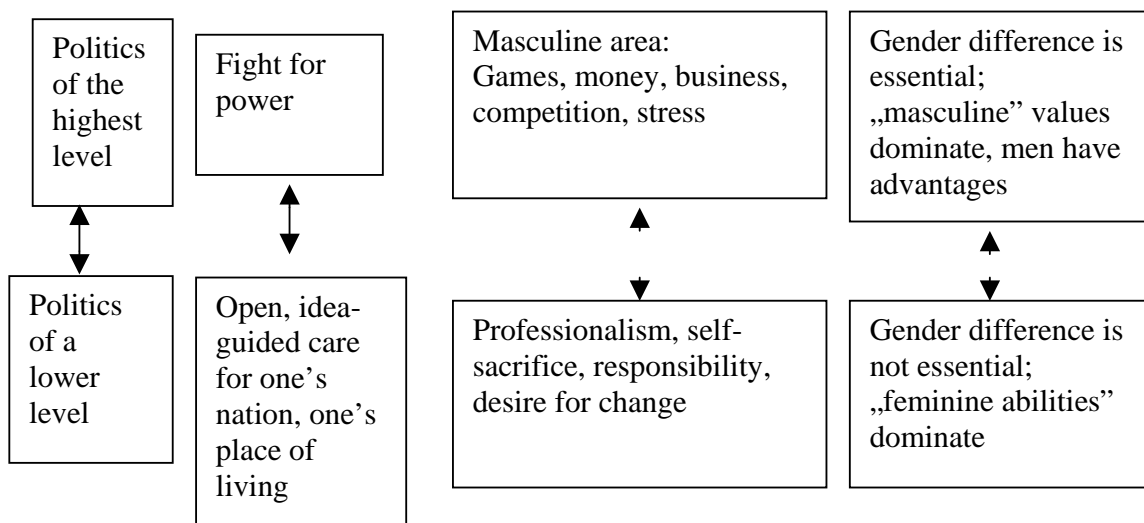 Politics
of the
highest
level
Fight for
power
Masculine area:
Games, money, business,
competition, stress
Gender difference is
essential;
„masculine” values
dominate, men have
advantages
Politics
of a
lower
level
Open, idea-
guided care
for one’s
nation, one’s
place of
living
Professionalism, self-
sacrifice, responsibility,
desire for change
Gender difference is
not essential;
„feminine abilities”
dominate